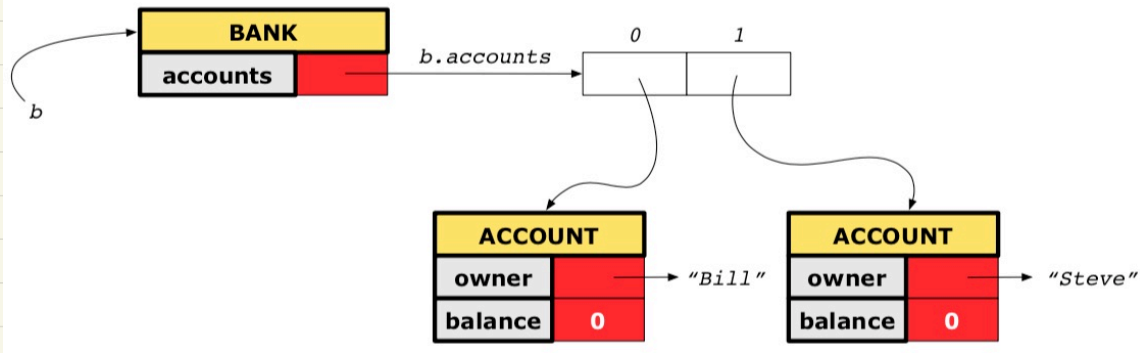 BANK
accounts
b
b.accounts
0 1
ACCOUNT
owner
"Bill"
balance 0
ACCOUNT
owner
"Steve"
balance 0